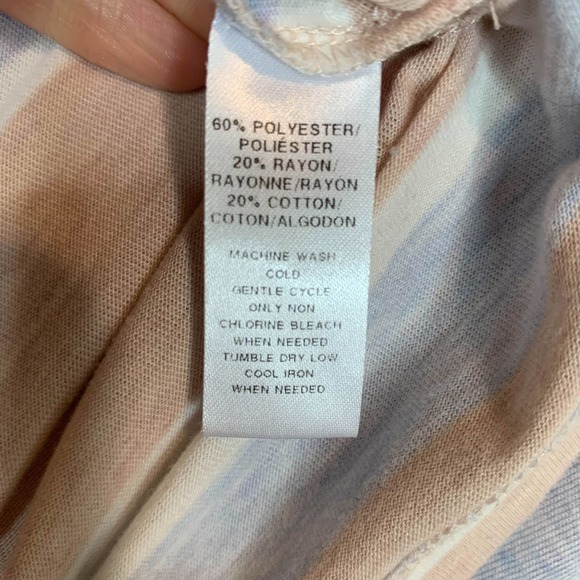 60% POLYESTER/
POLIÉSTER
20% RAYON/
RAYONNE/RAYON
20% COTTON/
COTON/ALGODON
MACHINE WASH
COLD
GENTLE CYCLE
ONLY NON
CHLORINE BLEACH
WHEN NEEDED
TUMBLE DRY LOW
COOL IRON
WHEN NEEDED